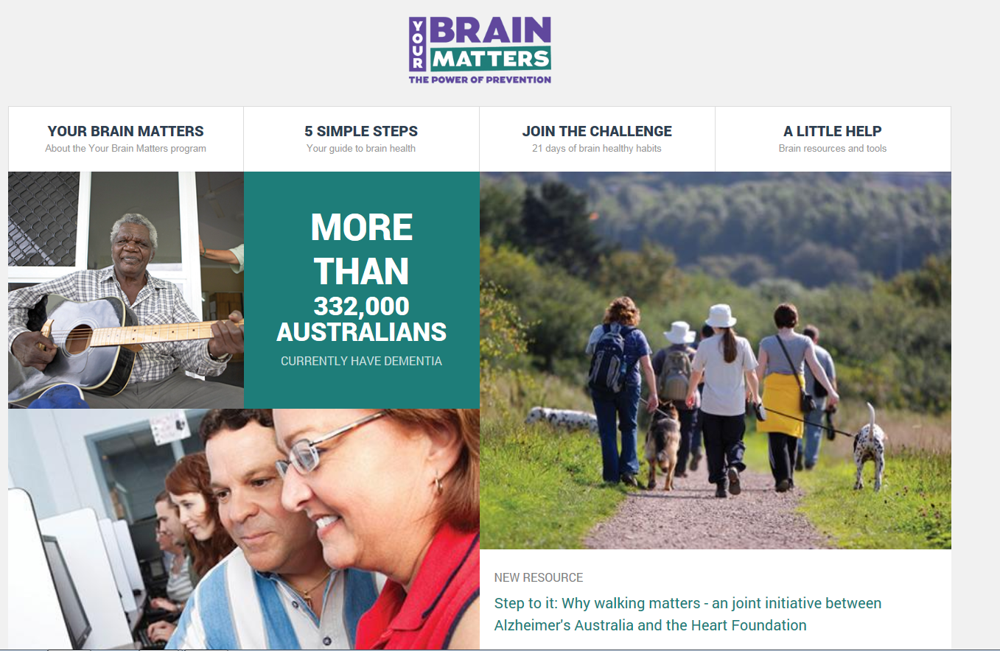 YOUR BRAIN
MATTERS
THE POWER OF PREVENTION
YOUR BRAIN MATTERS
About the Your Brain Matters program
5 SIMPLE STEPS
Your guide to brain health
JOIN THE CHALLENGE
21 days of brain healthy habits
A LITTLE HELP
Brain resources and tools
MORE
THAN
332,000
AUSTRALIANS
CURRENTLY HAVE DEMENTIA
NEW RESOURCE
Step to it: Why walking matters - an joint initiative between
Alzheimer's Australia and the Heart Foundation